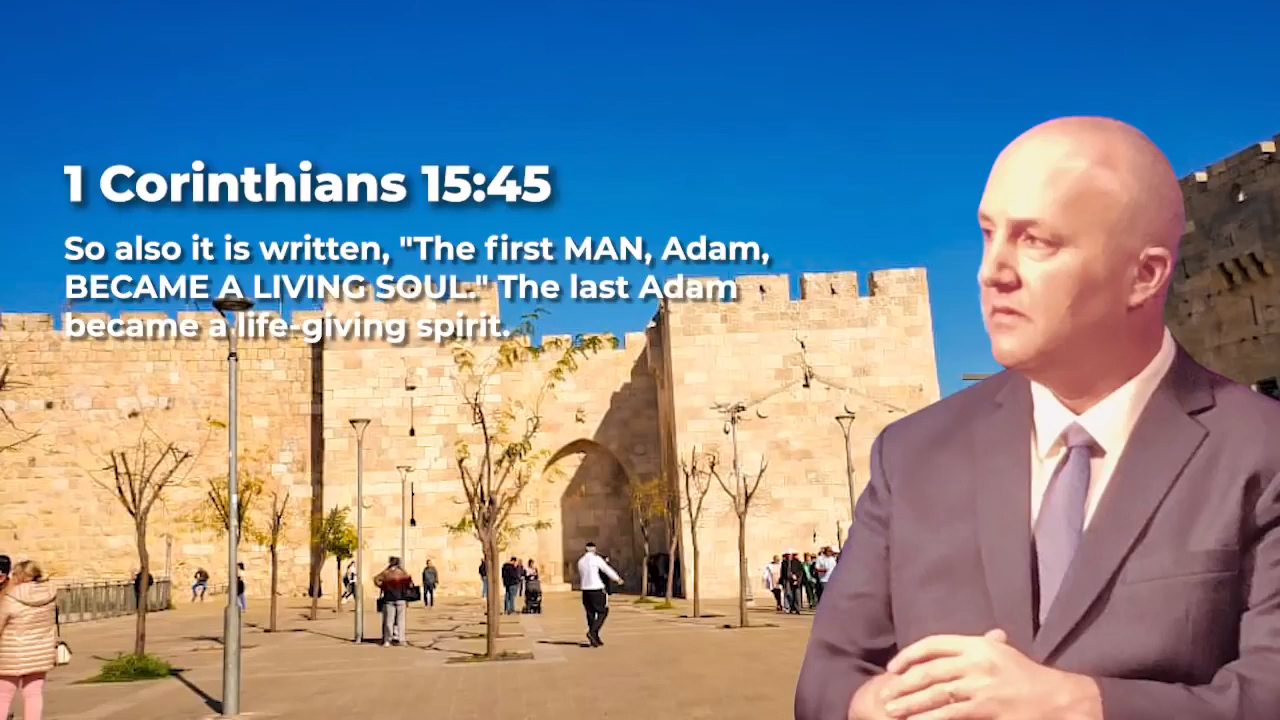 1 Corinthians 15:45
So also it is written, "The first MAN, Adam,
BECAME A LIVING SOUL." The last Adam
became a life-giving spirit.